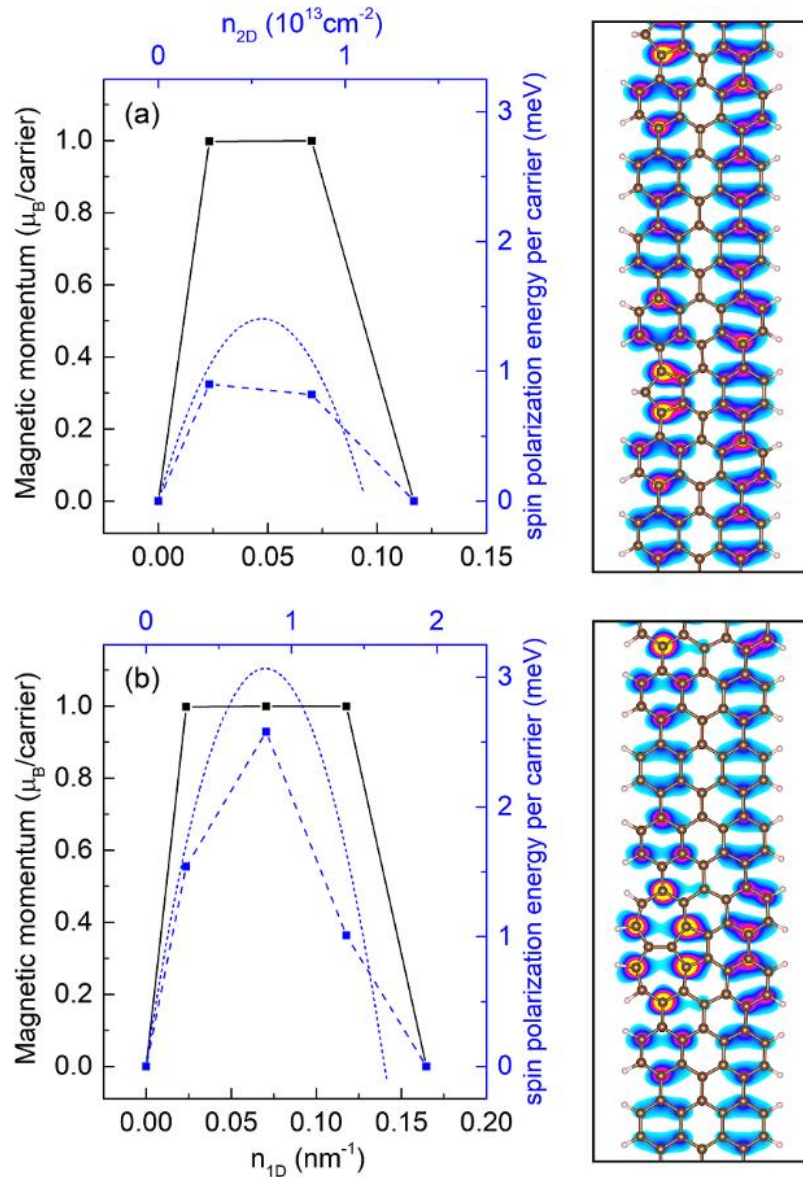 n2D (10^13cm^-2)
0 1
(a)
Magnetic momentum (μB/carrier)
1.0
0.8
0.6
0.4
0.2
0.0
3
2
1
0
spin polarization energy per carrier (meV)
0.00 0.05 0.10 0.15
0 1 2
(b)
Magnetic momentum (μB/carrier)
1.0
0.8
0.6
0.4
0.2
0.0
3
2
1
0
spin polarization energy per carrier (meV)
0.00 0.05 0.10 0.15 0.20
n1D (nm^-1)